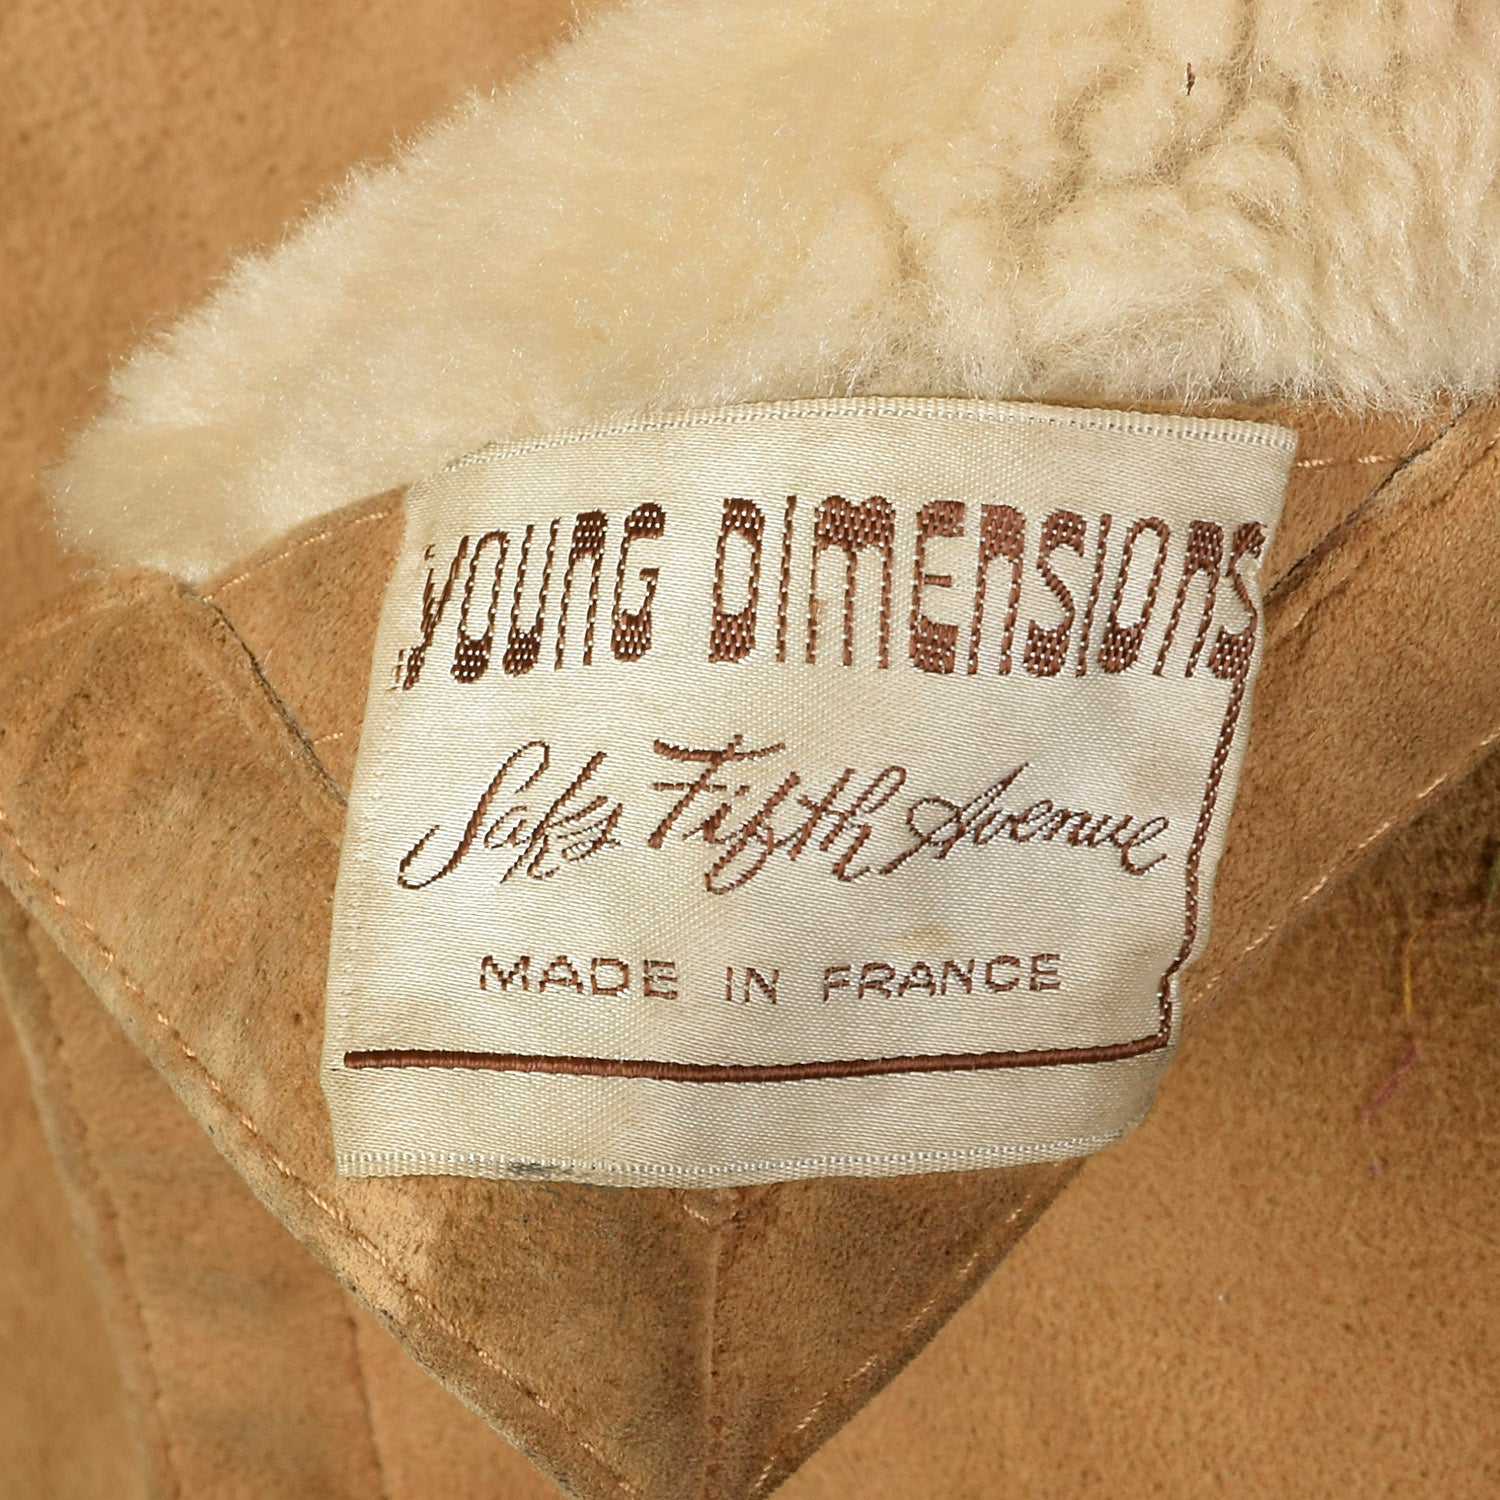 YOUNG DIMENSIONS
Saks Fifth Avenue
MADE IN FRANCE